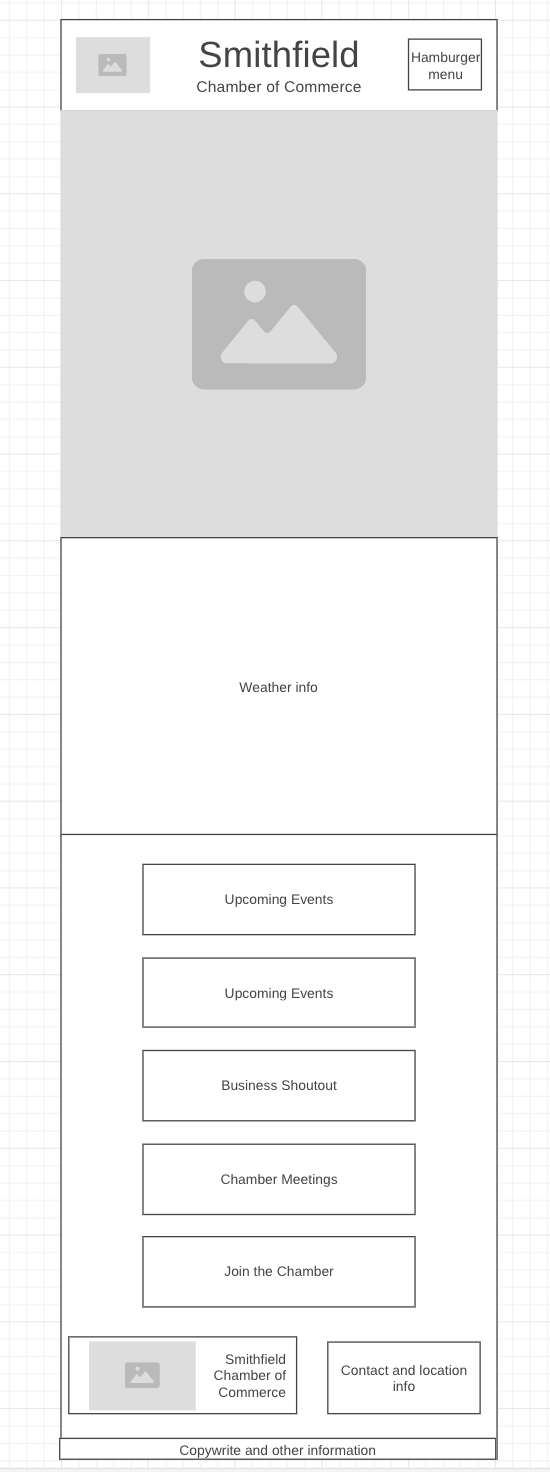 Smithfield
Chamber of Commerce
Hamburger
menu
Weather info
Upcoming Events
Upcoming Events
Business Shoutout
Chamber Meetings
Join the Chamber
Smithfield
Chamber of
Commerce
Contact and location
info
Copywrite and other information